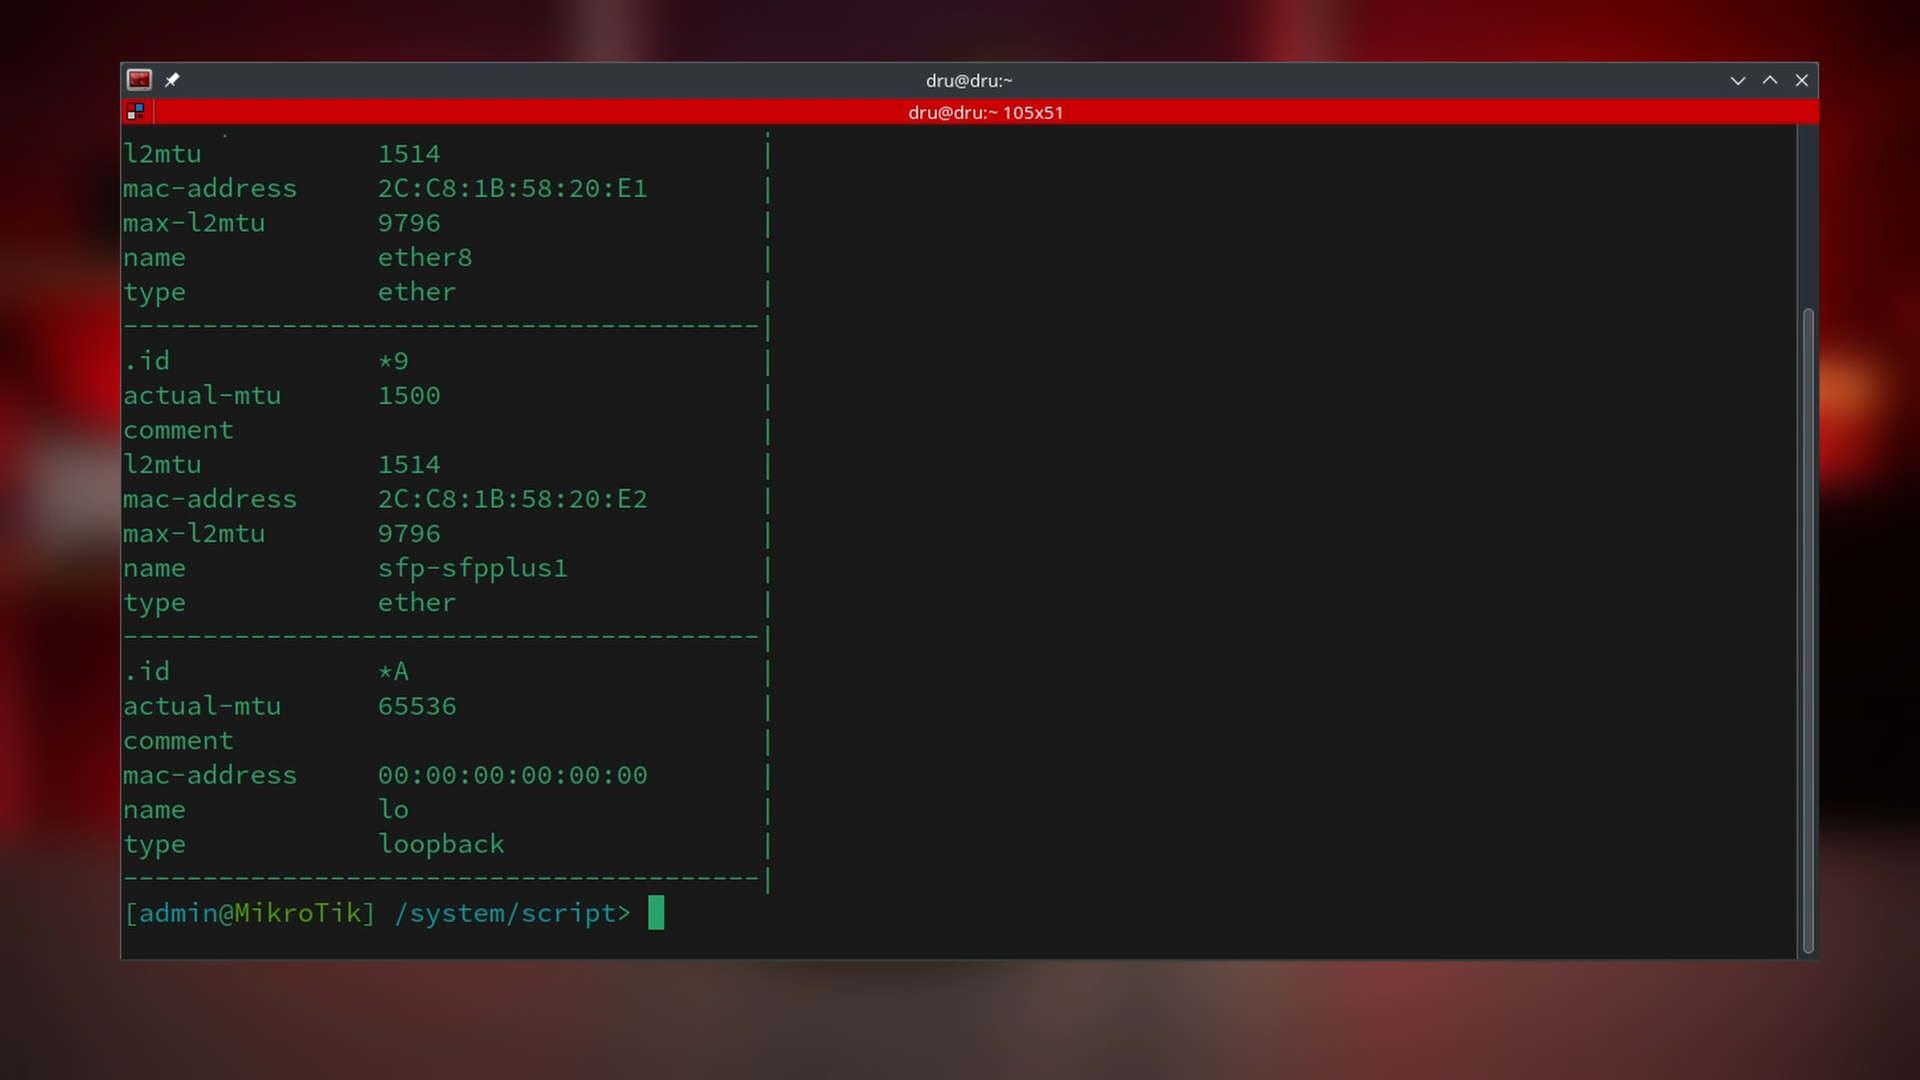 dru@dru:~
dru@dru:~ 105x51
l2mtu 1514 |
mac-address 2C:C8:1B:58:20:E1 |
max-l2mtu 9796 |
name ether8 |
type ether |
----------------------------------------|
.id *9 |
actual-mtu 1500 |
comment |
l2mtu 1514 |
mac-address 2C:C8:1B:58:20:E2 |
max-l2mtu 9796 |
name sfp-sfpplus1 |
type ether |
----------------------------------------|
.id *A |
actual-mtu 65536 |
comment |
mac-address 00:00:00:00:00:00 |
name lo |
type loopback |
----------------------------------------|
[admin@MikroTik] /system/script>